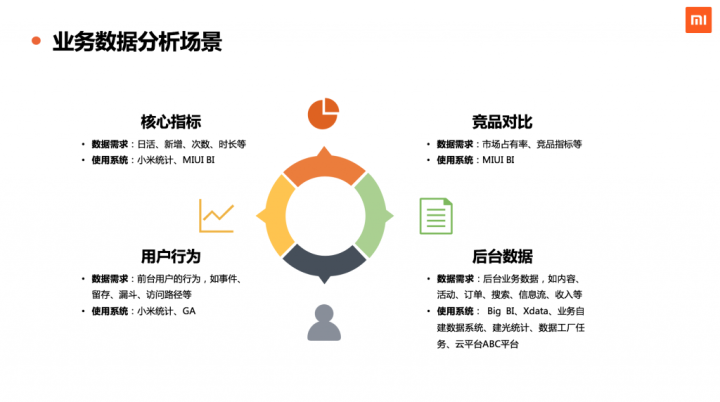 业务数据分析场景
MI
核心指标
• 数据需求：日活、新增、次数、时长等
• 使用系统：小米统计、MIUI BI
竞品对比
• 数据需求：市场占有率、竞品指标等
• 使用系统：MIUI BI
用户行为
• 数据需求：前台用户的行为，如事件、
留存、漏斗、访问路径等
• 使用系统：小米统计、GA
后台数据
• 数据需求：后台业务数据，如内容、
活动、订单、搜索、信息流、收入等
• 使用系统： Big BI、Xdata、业务自
建数据系统、建光统计、数据工厂任
务、云平台ABC平台